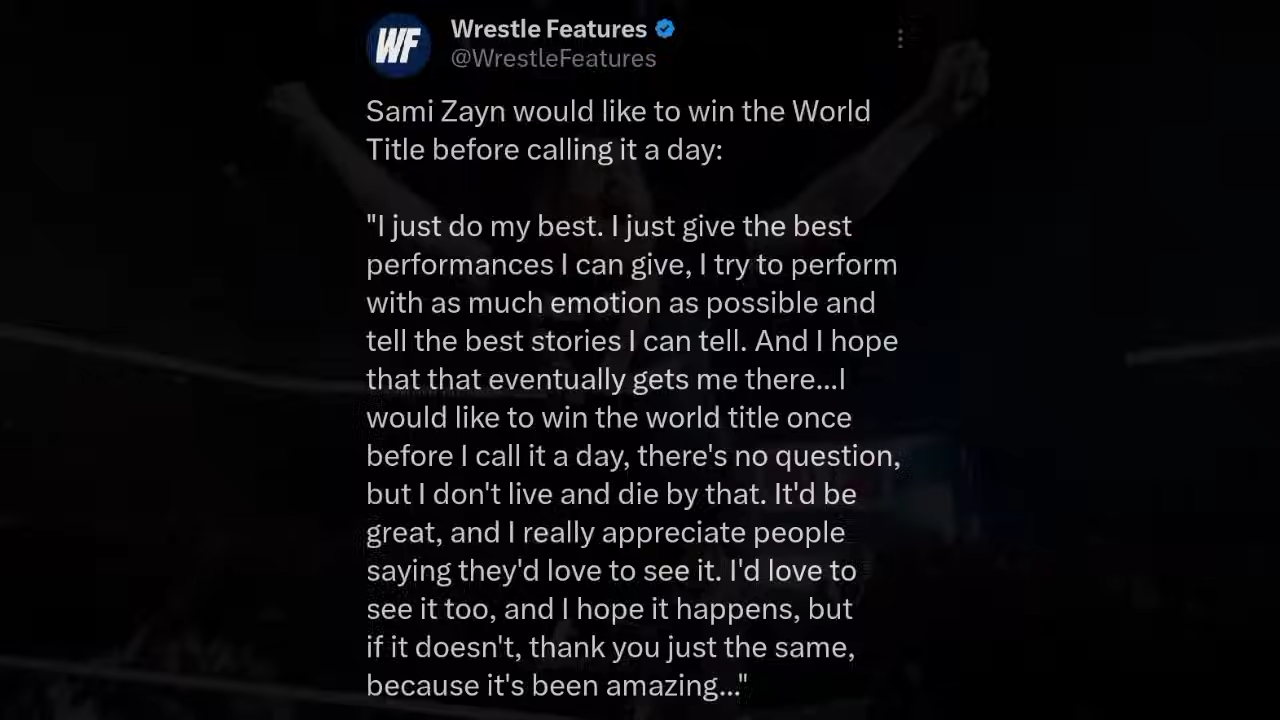 WF
Wrestle Features
@WrestleFeatures
Sami Zayn would like to win the World
Title before calling it a day:
"I just do my best. I just give the best
performances I can give, I try to perform
with as much emotion as possible and
tell the best stories I can tell. And I hope
that that eventually gets me there...I
would like to win the world title once
before I call it a day, there's no question,
but I don't live and die by that. It'd be
great, and I really appreciate people
saying they'd love to see it. I'd love to
see it too, and I hope it happens, but
if it doesn't, thank you just the same,
because it's been amazing..."